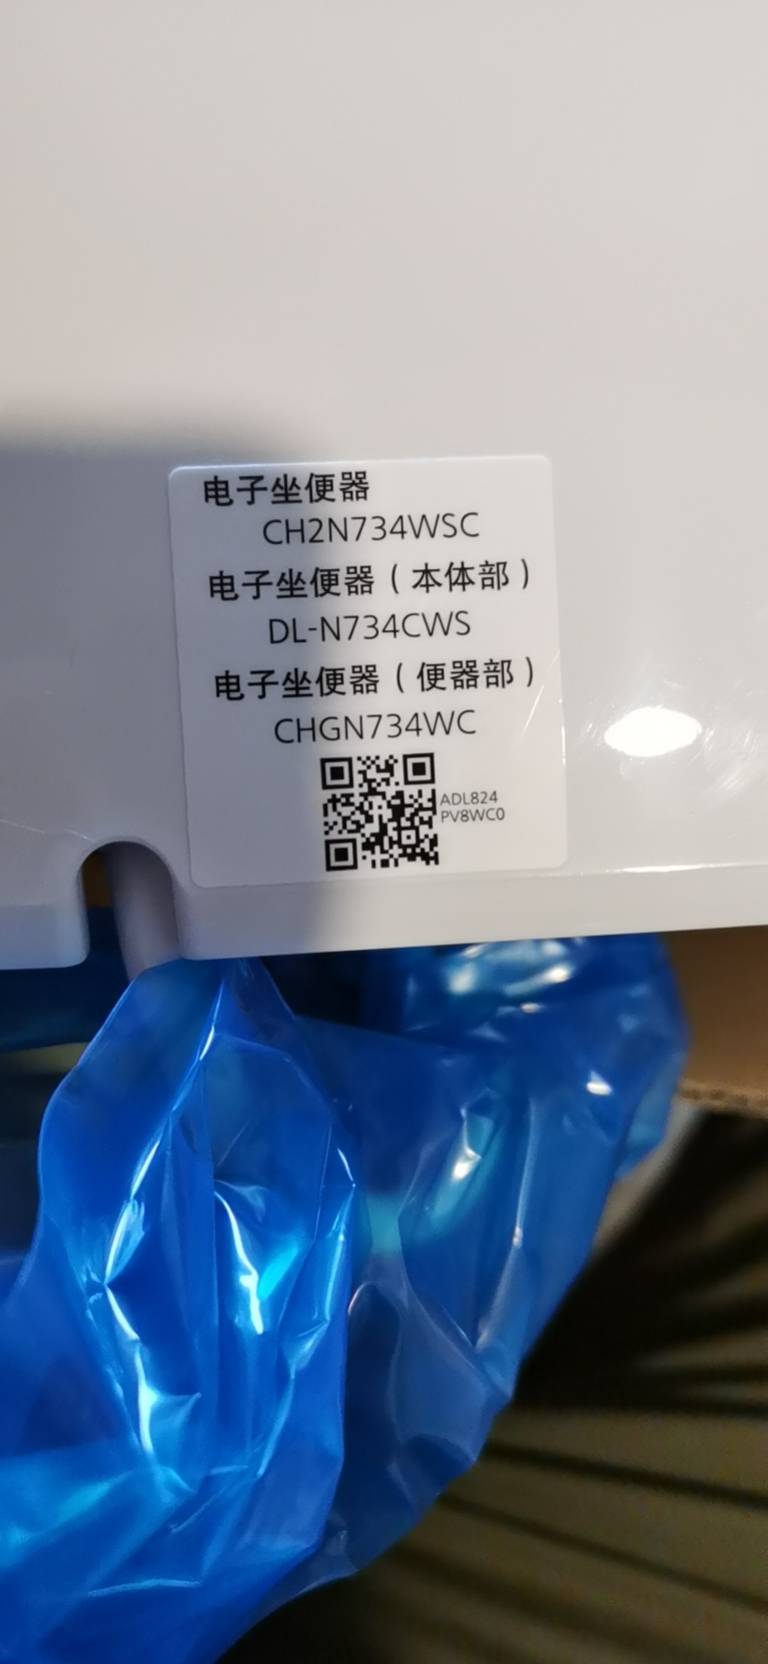 电子坐便器
CH2N734WSC
电子坐便器（本体部）
DL-N734CWS
电子坐便器（便器部）
CHGN734WC
ADL824
PV8WC0